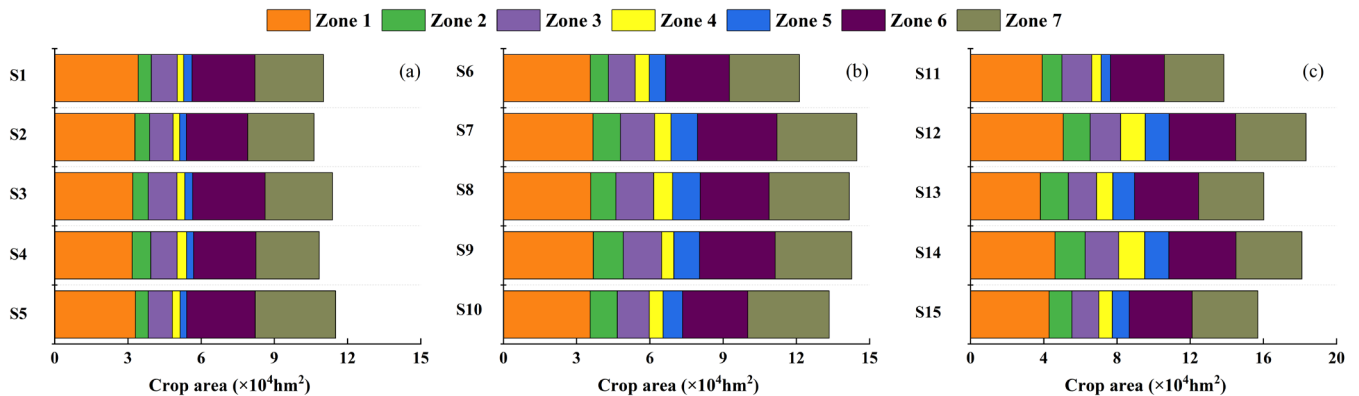 Zone 1 Zone 2 Zone 3 Zone 4 Zone 5 Zone 6 Zone 7
(a)
S1
S2
S3
S4
S5
0 3 6 9 12 15
Crop area (×10⁴hm²)
(b)
S6
S7
S8
S9
S10
0 3 6 9 12 15
Crop area (×10⁴hm²)
(c)
S11
S12
S13
S14
S15
0 4 8 12 16 20
Crop area (×10⁴hm²)